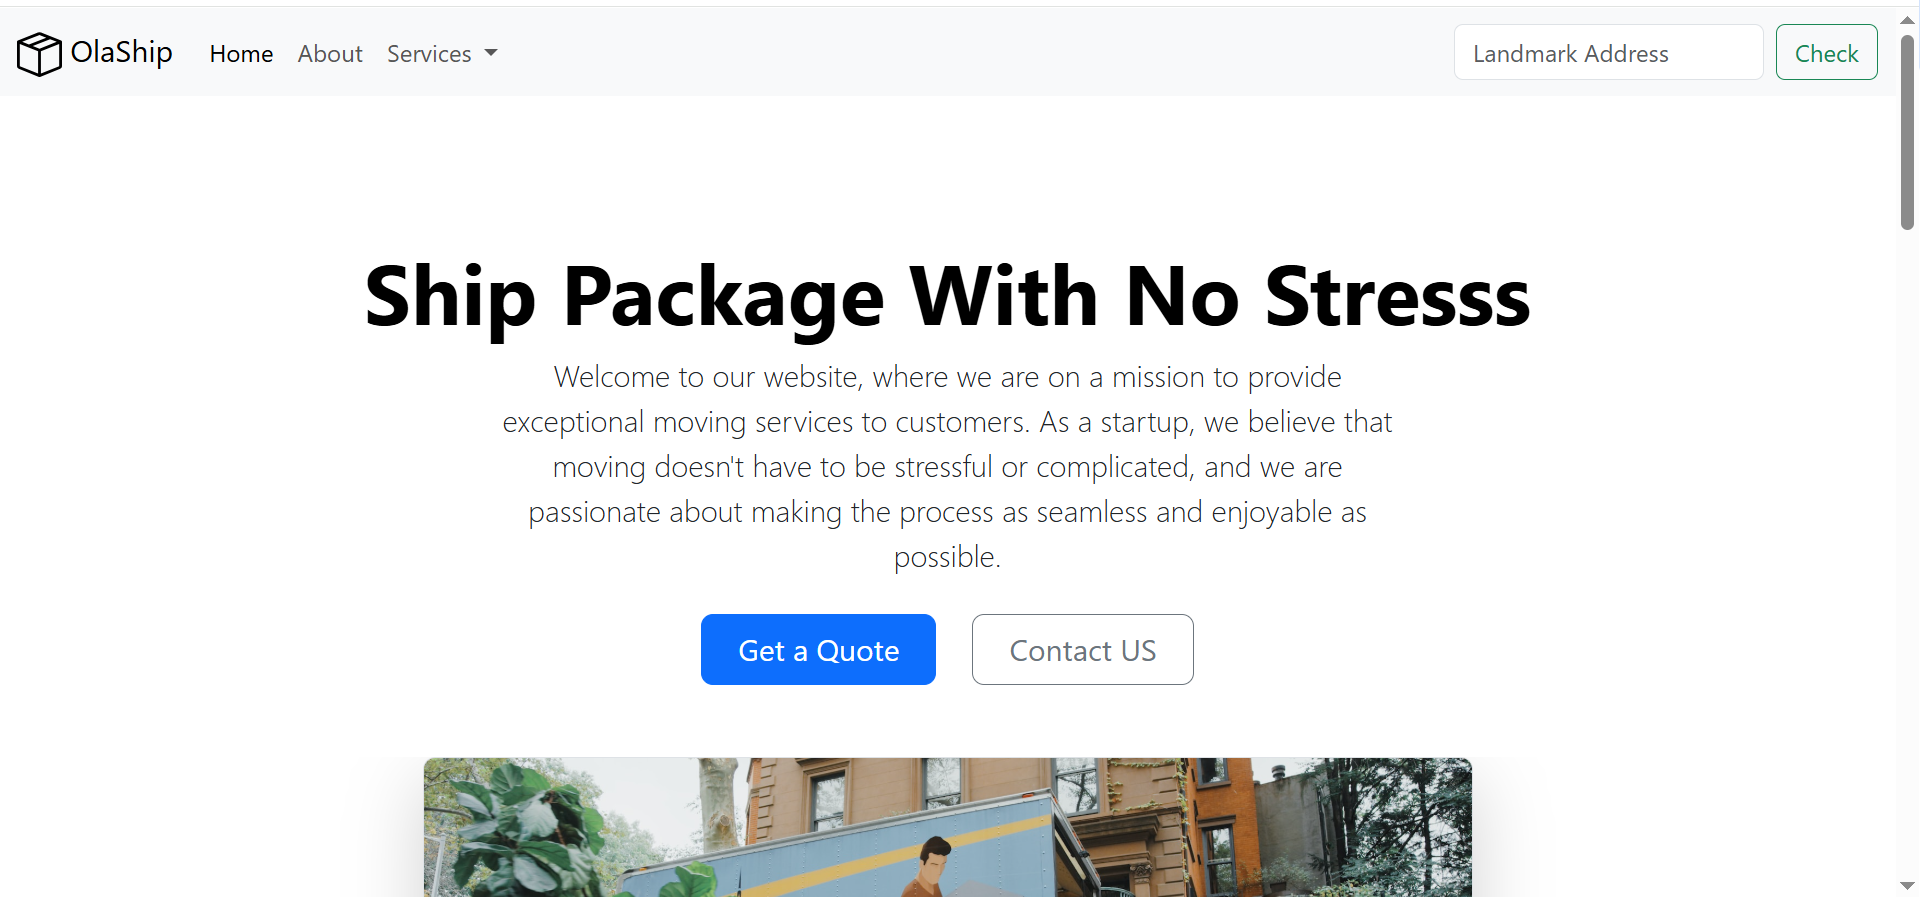 OlaShip Home About Services Landmark Address Check
Ship Package With No Stresss
Welcome to our website, where we are on a mission to provide
exceptional moving services to customers. As a startup, we believe that
moving doesn't have to be stressful or complicated, and we are
passionate about making the process as seamless and enjoyable as
possible.
Get a Quote Contact US